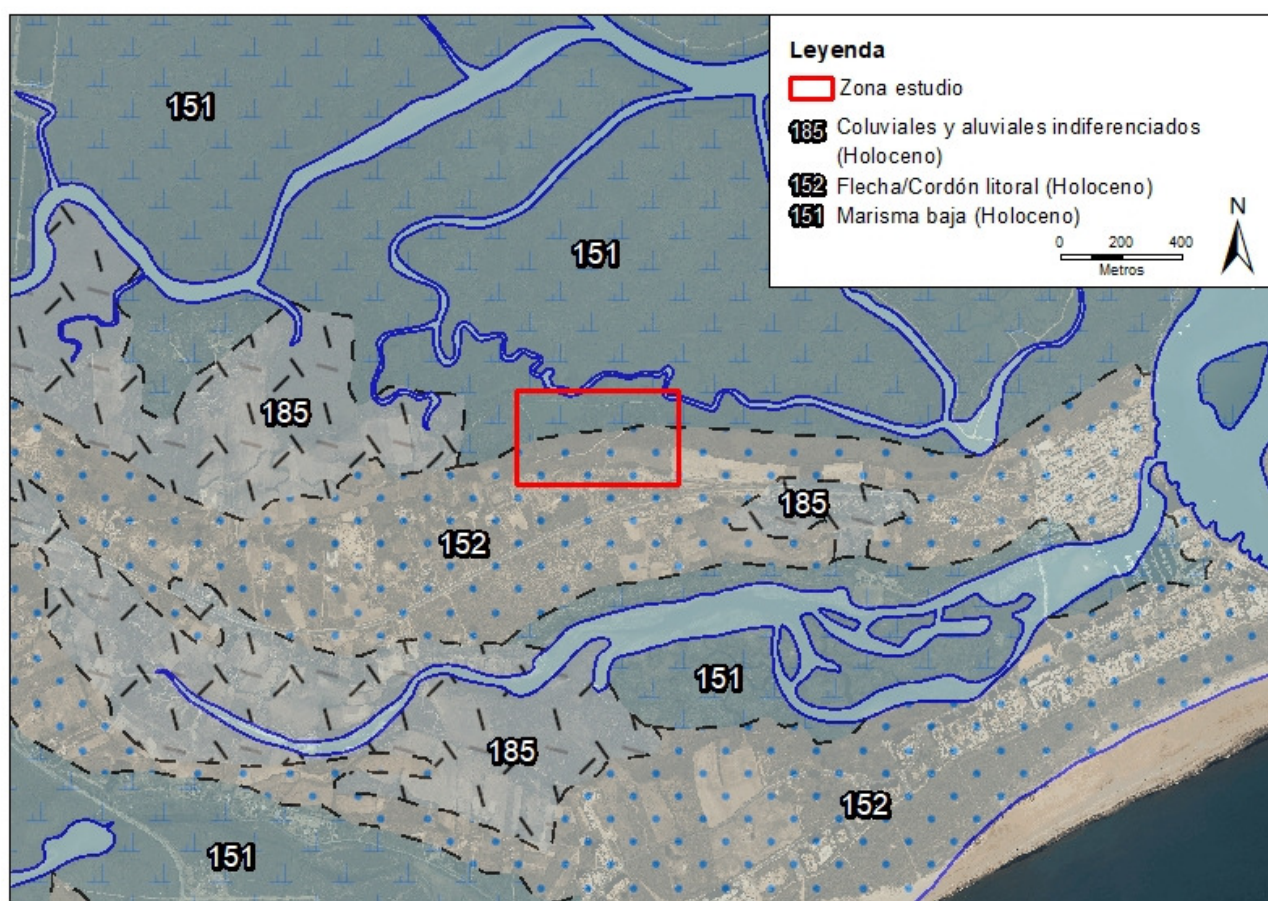 Leyenda
Zona estudio
185 Coluviales y aluviales indiferenciados
(Holoceno)
152 Flecha/Cordón litoral (Holoceno)
151 Marisma baja (Holoceno)
N
0 200 400
Metros
151
151
185
185
152
151
185
152
151